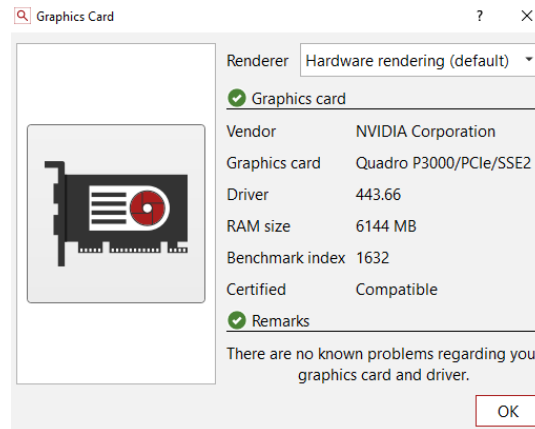 Graphics Card
Renderer Hardware rendering (default)
Graphics card
Vendor NVIDIA Corporation
Graphics card Quadro P3000/PCIe/SSE2
Driver 443.66
RAM size 6144 MB
Benchmark index 1632
Certified Compatible
Remarks
There are no known problems regarding you
graphics card and driver.
OK